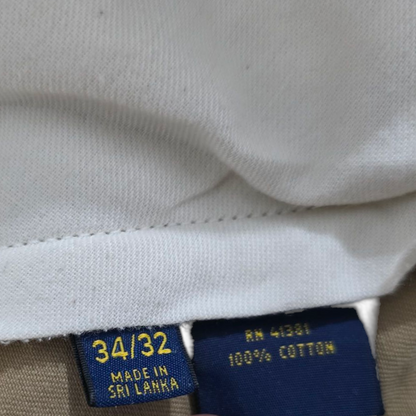 34/32
MADE IN
SRI LANKA
RN 41381
100% COTTON